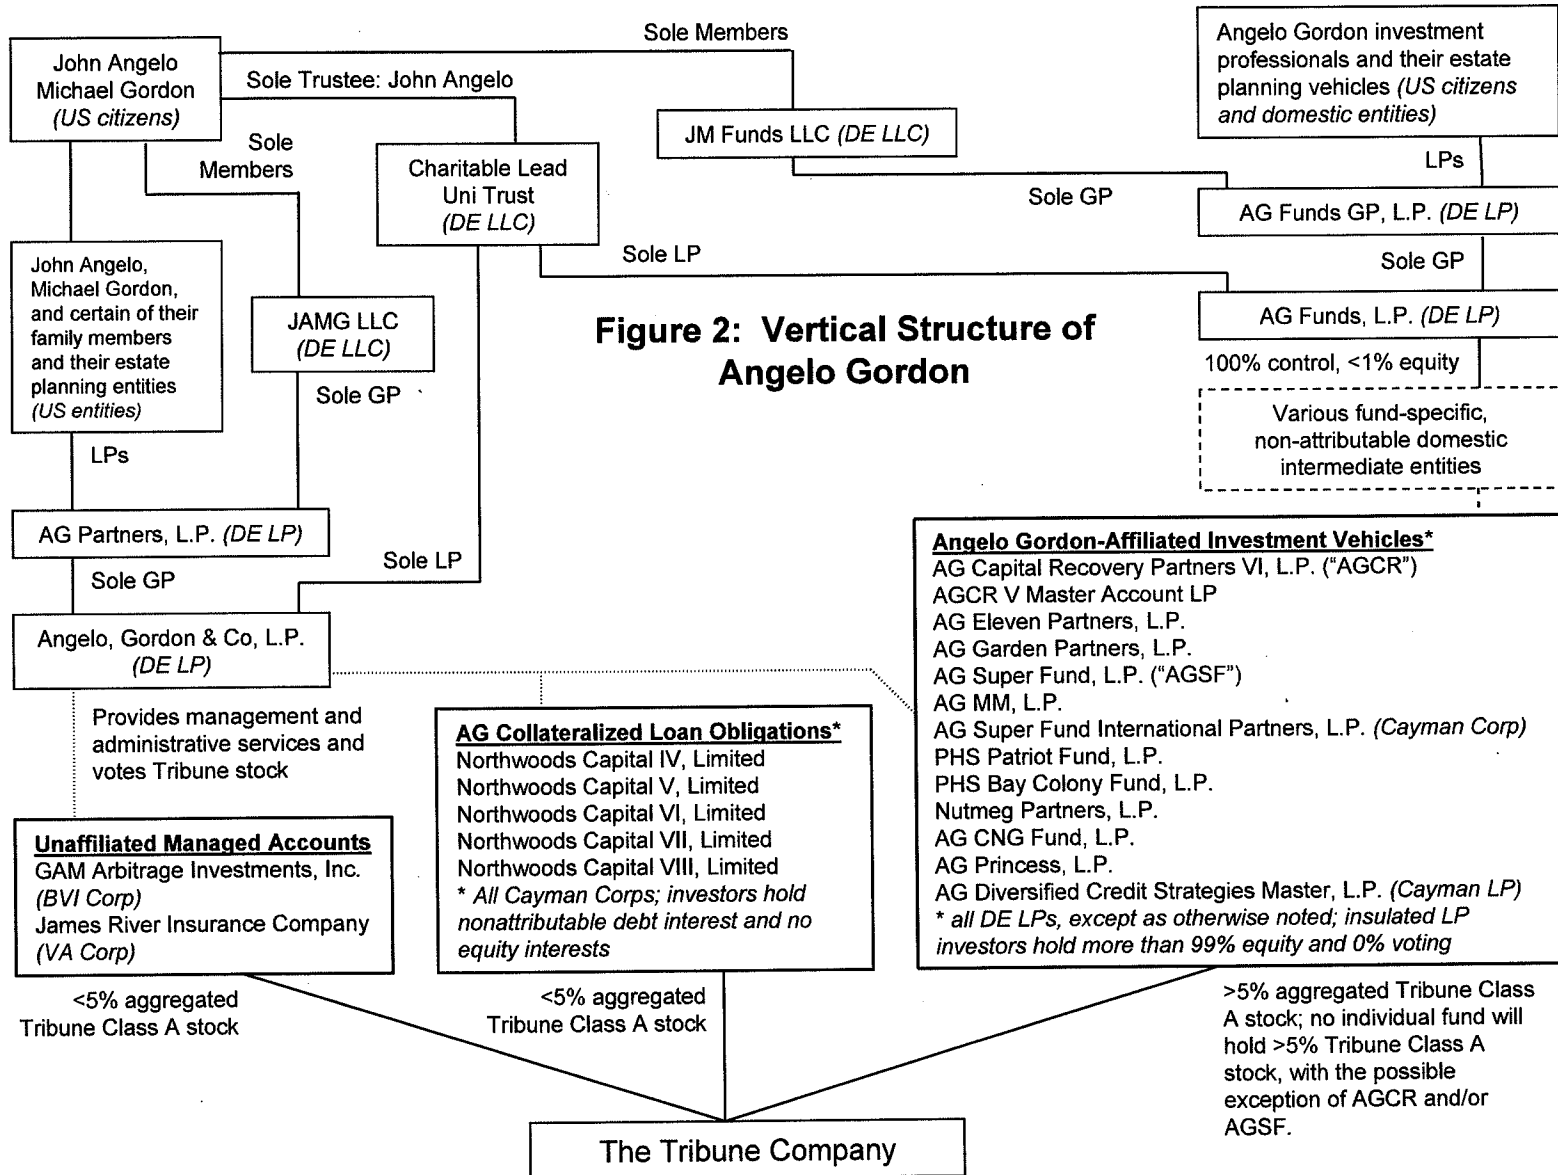 Sole Members
John Angelo
Michael Gordon
(US citizens)
Sole Trustee: John Angelo
Angelo Gordon investment
professionals and their estate
planning vehicles (US citizens
and domestic entities)
JM Funds LLC (DE LLC)
Sole
Members
Charitable Lead
Uni Trust
(DE LLC)
LPs
Sole GP
AG Funds GP, L.P. (DE LP)
John Angelo,
Michael Gordon,
and certain of their
family members
and their estate
planning entities
(US entities)
JAMG LLC
(DE LLC)
Sole LP
Sole GP
AG Funds, L.P. (DE LP)
Figure 2: Vertical Structure of
Angelo Gordon
100% control, <1% equity
Sole GP
Various fund-specific,
non-attributable domestic
intermediate entities
LPs
AG Partners, L.P. (DE LP)
Sole GP
Sole LP
Angelo, Gordon & Co, L.P.
(DE LP)
Provides management and
administrative services and
votes Tribune stock
Unaffiliated Managed Accounts
GAM Arbitrage Investments, Inc.
(BVI Corp)
James River Insurance Company
(VA Corp)
AG Collateralized Loan Obligations*
Northwoods Capital IV, Limited
Northwoods Capital V, Limited
Northwoods Capital VI, Limited
Northwoods Capital VII, Limited
Northwoods Capital VIII, Limited
* All Cayman Corps; investors hold
nonattributable debt interest and no
equity interests
Angelo Gordon-Affiliated Investment Vehicles*
AG Capital Recovery Partners VI, L.P. (“AGCR”)
AGCR V Master Account LP
AG Eleven Partners, L.P.
AG Garden Partners, L.P.
AG Super Fund, L.P. (“AGSF”)
AG MM, L.P.
AG Super Fund International Partners, L.P. (Cayman Corp)
PHS Patriot Fund, L.P.
PHS Bay Colony Fund, L.P.
Nutmeg Partners, L.P.
AG CNG Fund, L.P.
AG Princess, L.P.
AG Diversified Credit Strategies Master, L.P. (Cayman LP)
* all DE LPs, except as otherwise noted; insulated LP
investors hold more than 99% equity and 0% voting
<5% aggregated
Tribune Class A stock
<5% aggregated
Tribune Class A stock
>5% aggregated Tribune Class
A stock; no individual fund will
hold >5% Tribune Class A
stock, with the possible
exception of AGCR and/or
AGSF.
The Tribune Company